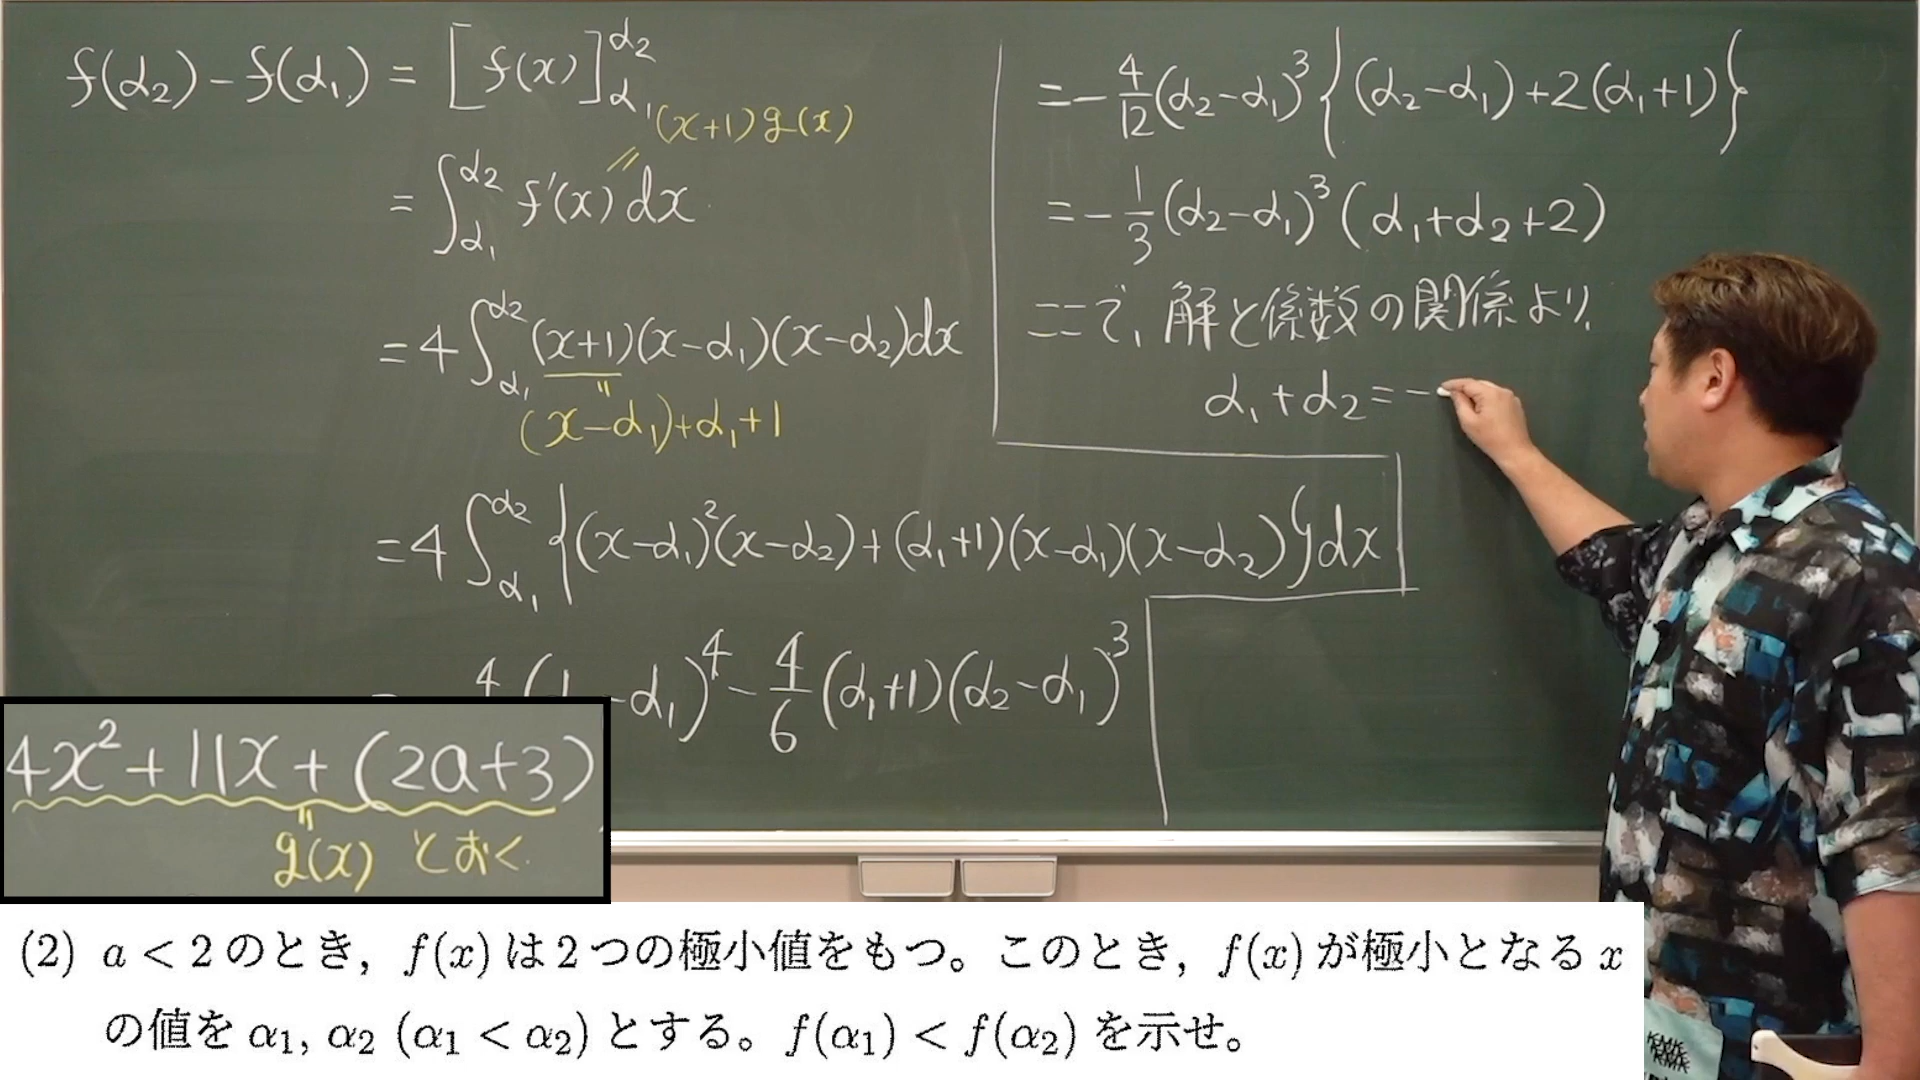 f(α₂)-f(α₁) = [f(x)]_{α₁}^{α₂}
(x+1)g(x)
= ∫_{α₁}^{α₂} f'(x)dx
= 4∫_{α₁}^{α₂} (x+1)(x-α₁)(x-α₂)dx
(x-α₁)+α₁+1
= 4∫_{α₁}^{α₂} {(x-α₁)²(x-α₂)+(α₁+1)(x-α₁)(x-α₂)}dx
-α₁)⁴ - 4/6 (α₁+1)(α₂-α₁)³
= -4/12 (α₂-α₁)³{(α₂-α₁)+2(α₁+1)}
= -1/3 (α₂-α₁)³(α₁+α₂+2)
ここで、解と係数の関係より、
α₁+α₂=-
4x²+11x+(2a+3)
g(x) とおく
(2) a < 2 のとき, f(x) は 2 つの極小値をもつ。このとき, f(x) が極小となる x
の値を α₁, α₂ (α₁ < α₂) とする。f(α₁) < f(α₂) を示せ。